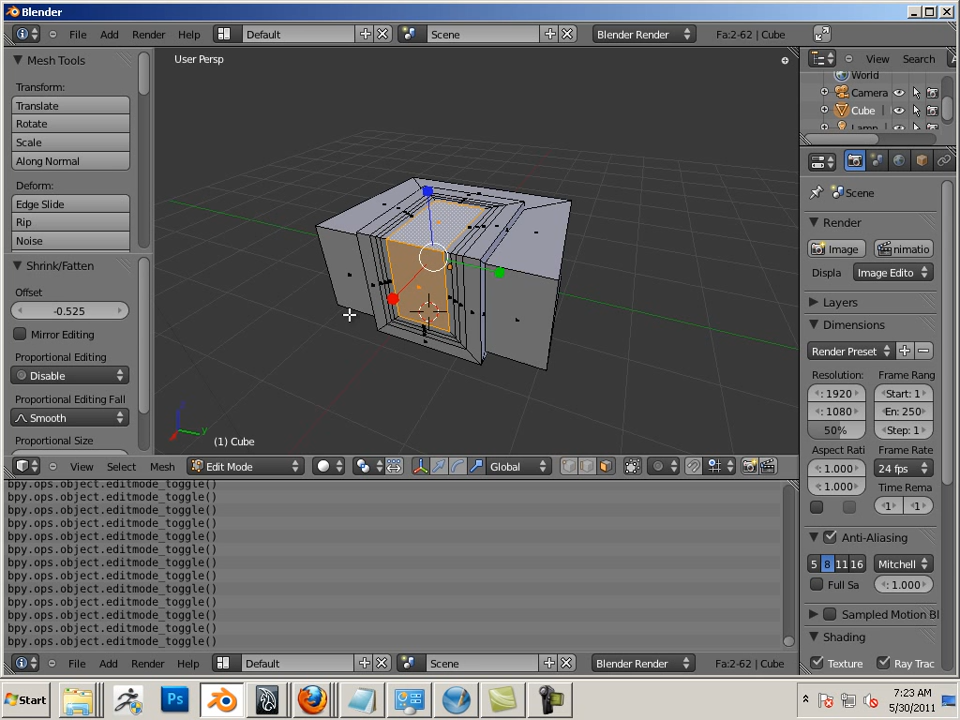 Blender
File Add Render Help Default Scene Blender Render Fa:2-62 | Cube
Mesh Tools
Transform:
Translate
Rotate
Scale
Along Normal
Deform:
Edge Slide
Rip
Noise
Shrink/Fatten
Offset
-0.525
Mirror Editing
Proportional Editing
Disable
Proportional Editing Fall
Smooth
Proportional Size
User Persp
(1) Cube
View Select Mesh Edit Mode Global
bpy.ops.object.editmode_toggle()
bpy.ops.object.editmode_toggle()
bpy.ops.object.editmode_toggle()
bpy.ops.object.editmode_toggle()
bpy.ops.object.editmode_toggle()
bpy.ops.object.editmode_toggle()
bpy.ops.object.editmode_toggle()
bpy.ops.object.editmode_toggle()
bpy.ops.object.editmode_toggle()
bpy.ops.object.editmode_toggle()
bpy.ops.object.editmode_toggle()
bpy.ops.object.editmode_toggle()
bpy.ops.object.editmode_toggle()
File Add Render Help Default Scene Blender Render Fa:2-62 | Cube
View Search
World
Camera
Cube
Lamp
Scene
Render
Image nimatio
Displa Image Edito
Layers
Dimensions
Render Preset
Resolution: Frame Rang
: 1920 Start: 1
: 1080 En: 250
50% Step: 1
Aspect Rati Frame Rate
: 1.000 24 fps
: 1.000 Time Rema
1 1
Anti-Aliasing
5 8 11 16 Mitchell
Full Sa : 1.000
Sampled Motion Bl
Shading
Texture Ray Trac
Start Ps 7:23 AM
5/30/2011